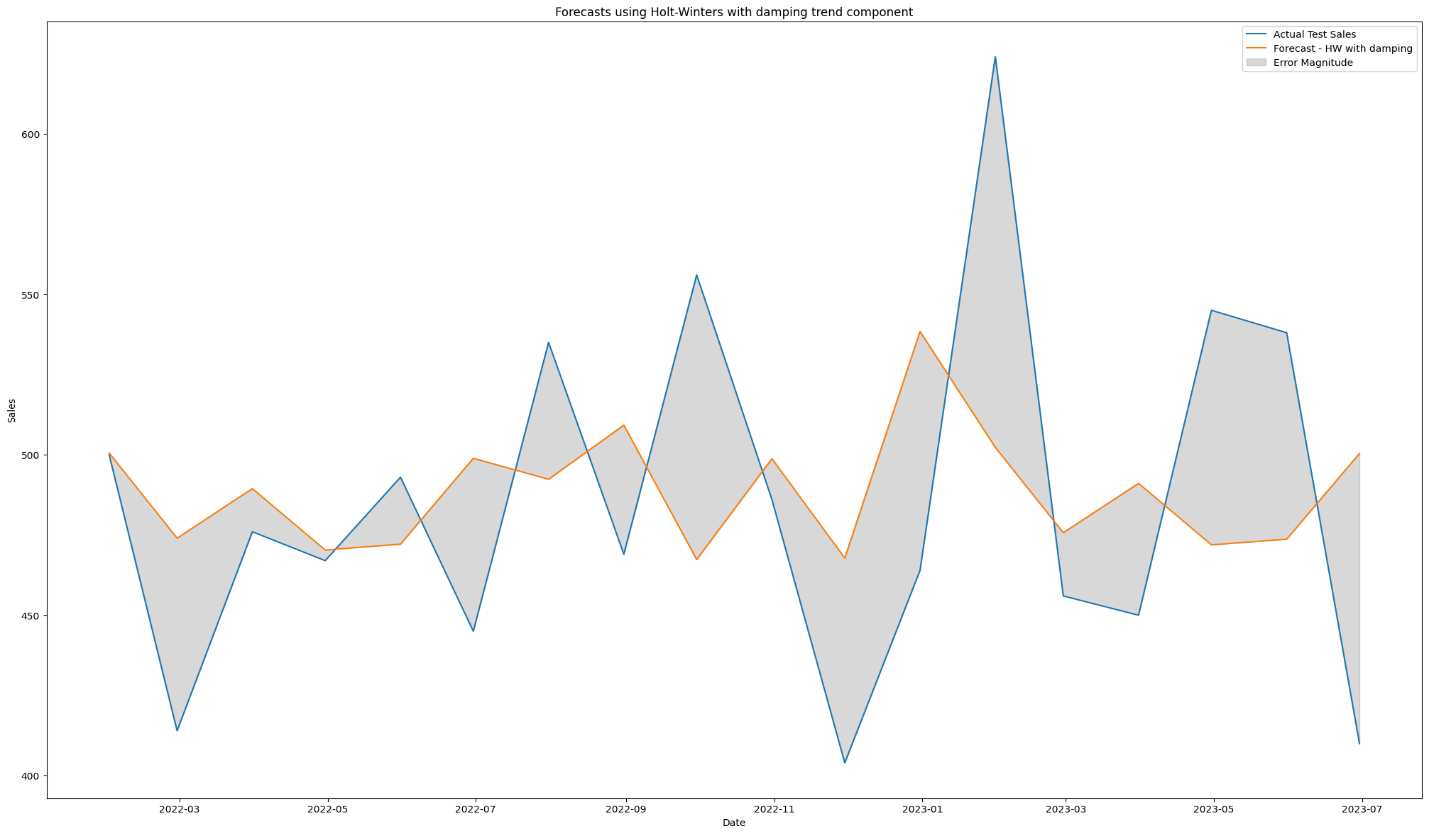 Forecasts using Holt-Winters with damping trend component
Actual Test Sales
Forecast - HW with damping
Error Magnitude
600
550
500
450
400
Sales
2022-03
2022-05
2022-07
2022-09
2022-11
2023-01
2023-03
2023-05
2023-07
Date